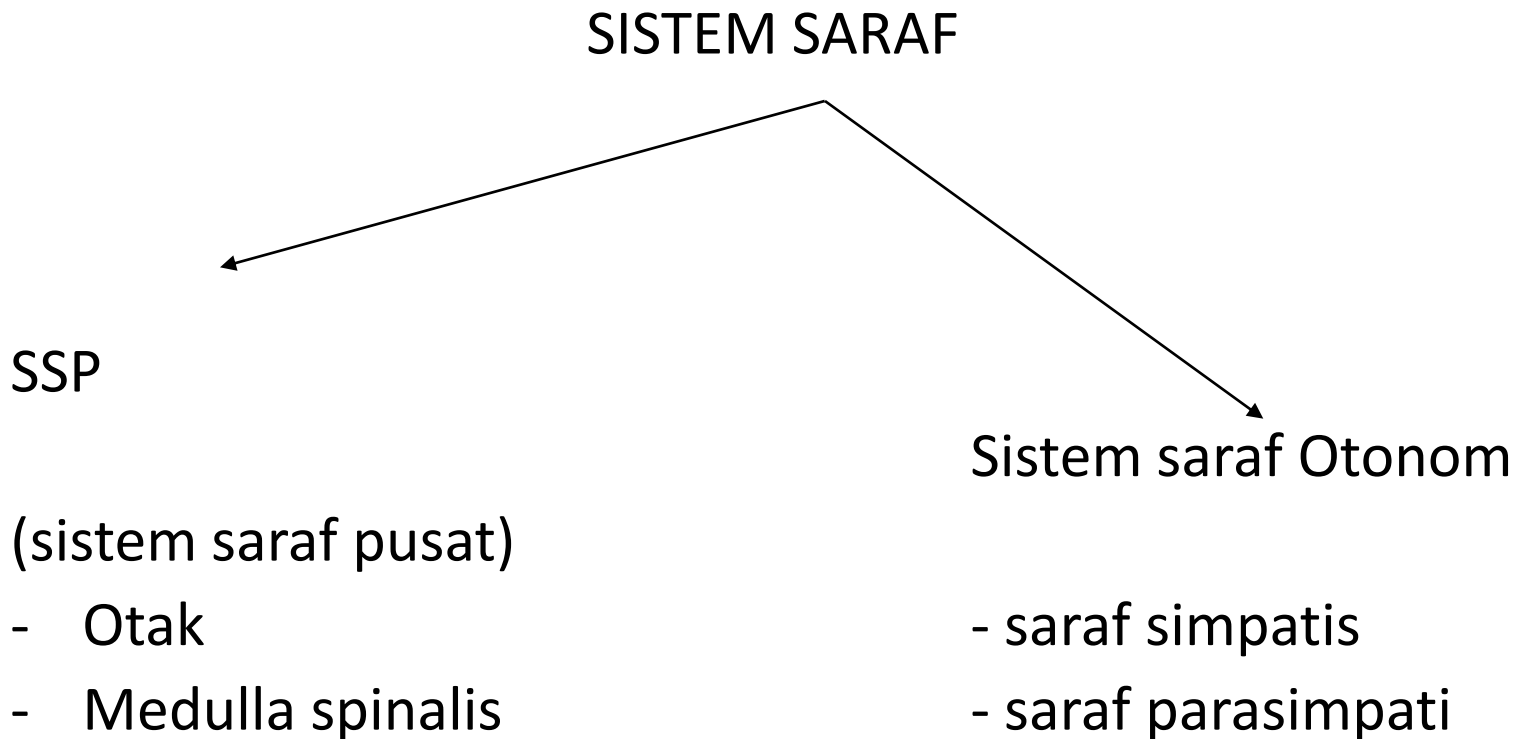 SISTEM SARAF
SSP
Sistem saraf Otonom
(sistem saraf pusat)
- Otak
- saraf simpatis
- Medulla spinalis
- saraf parasimpati